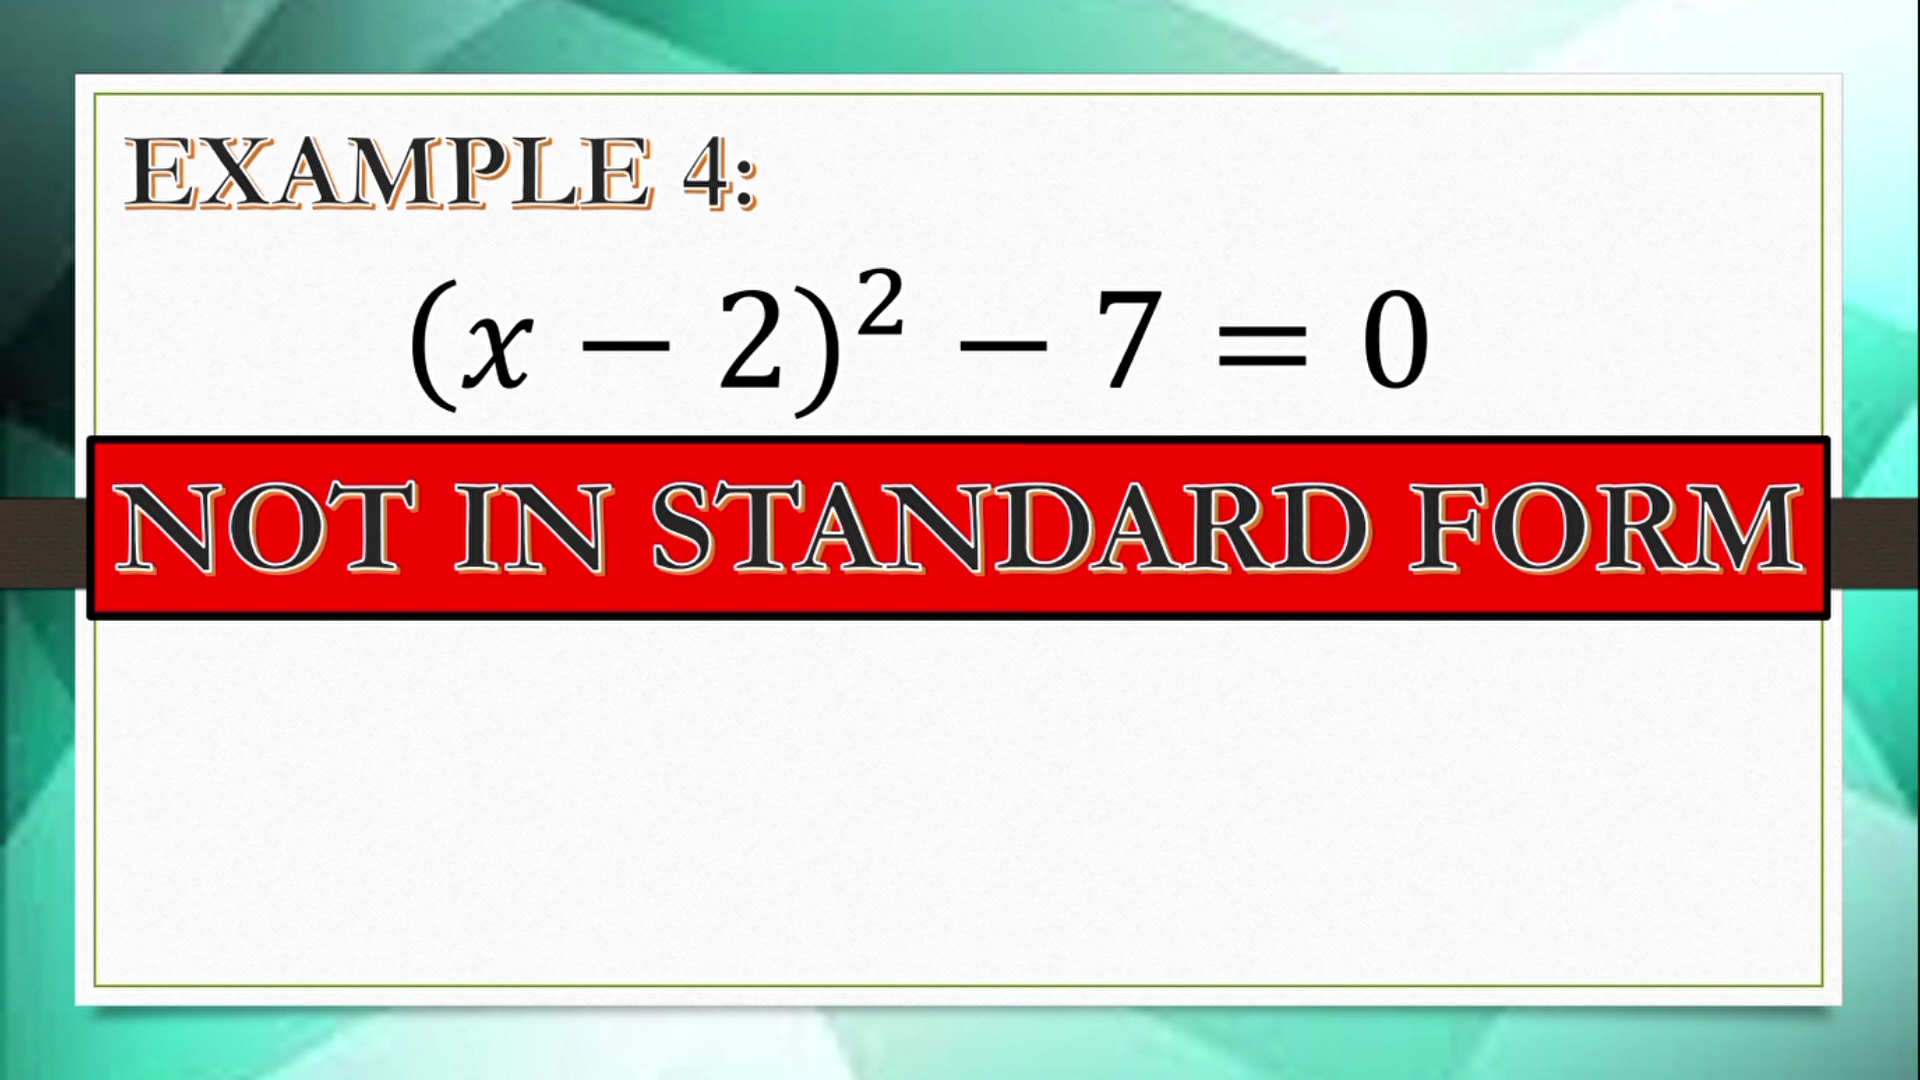 EXAMPLE 4:
(x − 2)² − 7 = 0
NOT IN STANDARD FORM